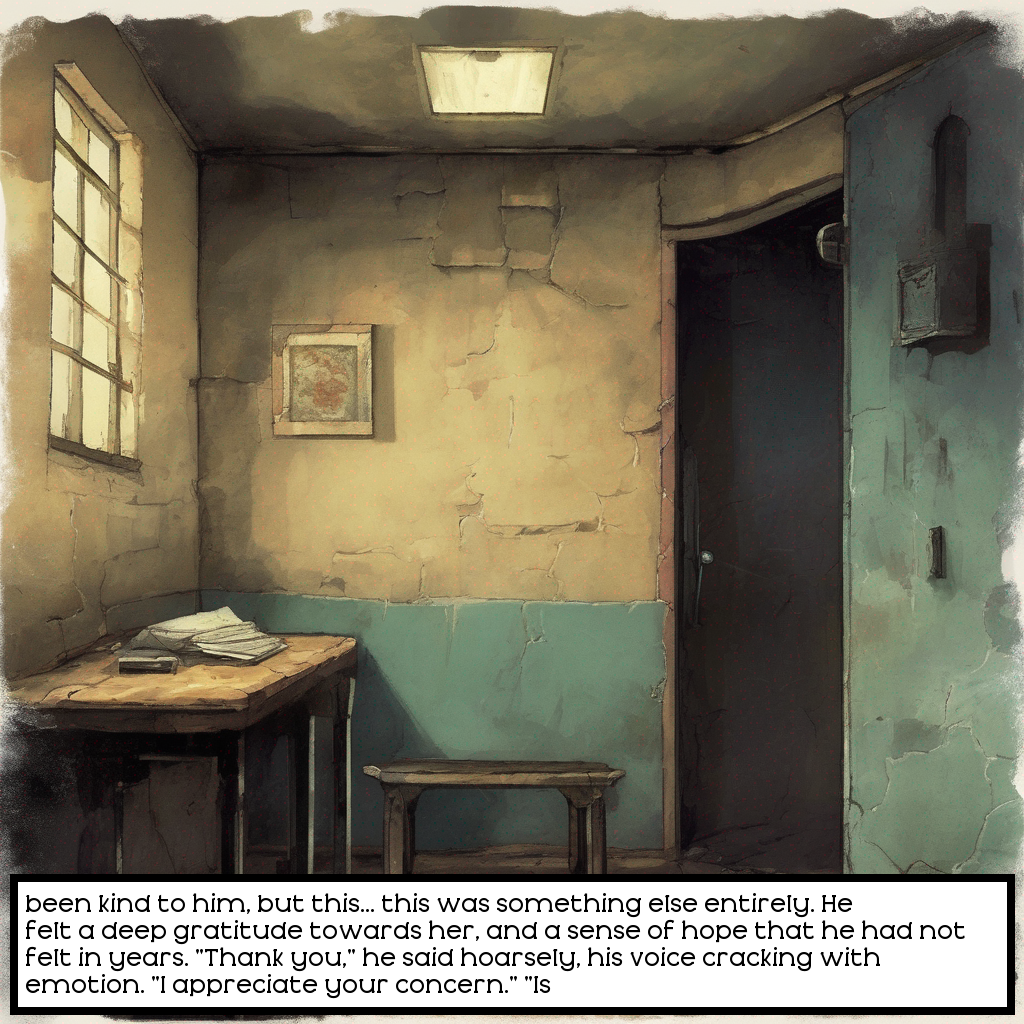 been kind to him, but this... this was something else entirely. He
felt a deep gratitude towards her, and a sense of hope that he had not
felt in years. "Thank you," he said hoarsely, his voice cracking with
emotion. "I appreciate your concern." "Is